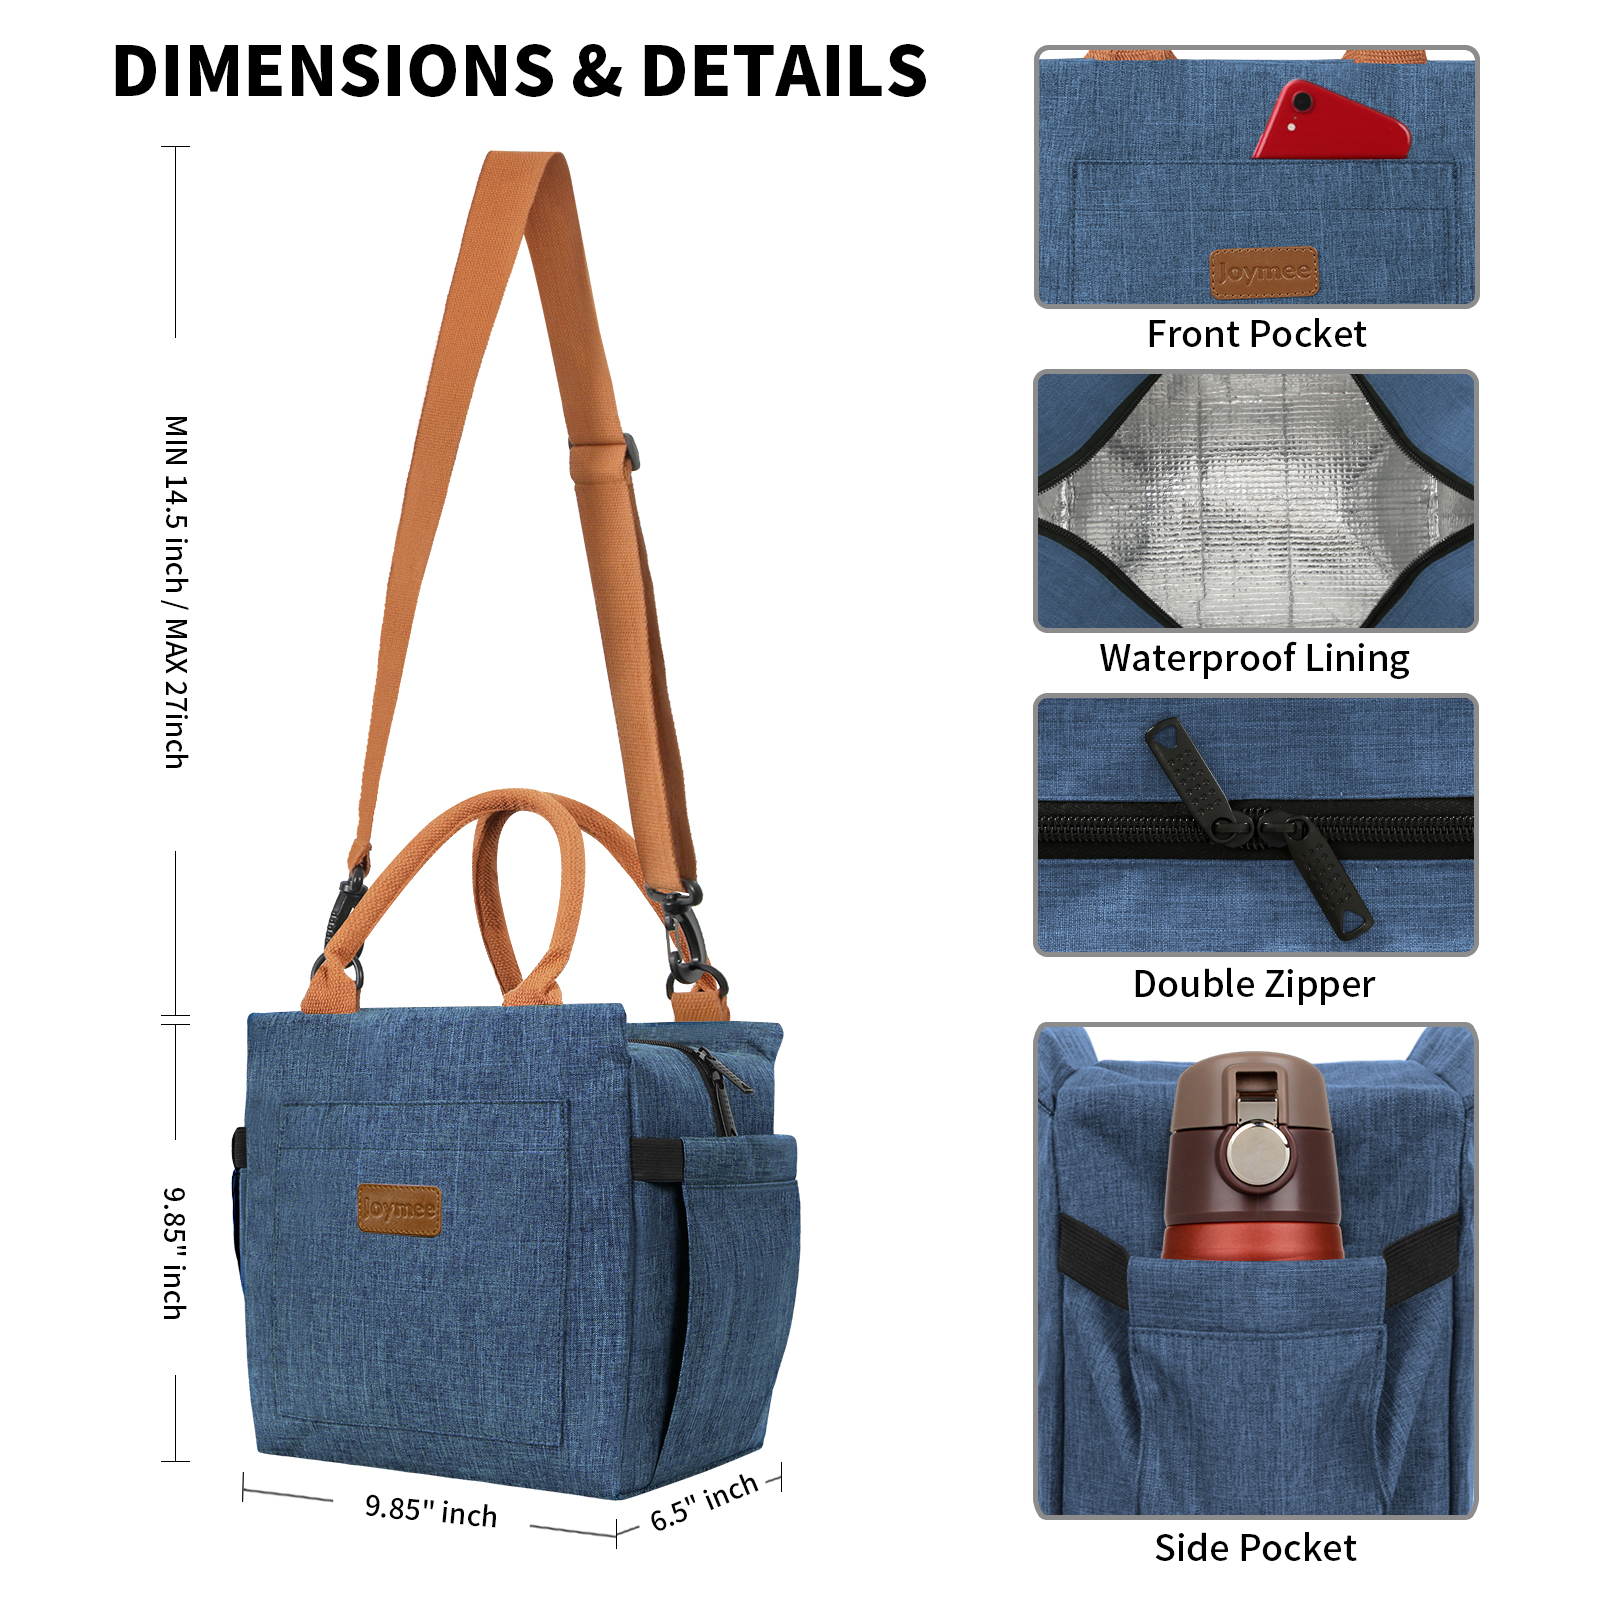 DIMENSIONS & DETAILS
MIN 14.5 inch / MAX 27inch
9.85" inch
9.85" inch
6.5" inch
Joymee
Joymee
Front Pocket
Waterproof Lining
Double Zipper
Side Pocket